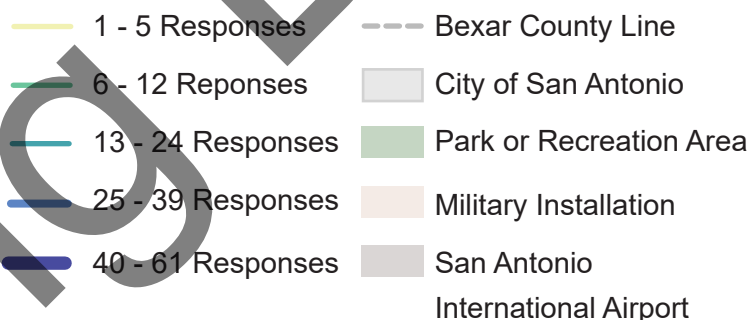 1 - 5 Responses
6 - 12 Reponses
13 - 24 Responses
25 - 39 Responses
40 - 61 Responses
Bexar County Line
City of San Antonio
Park or Recreation Area
Military Installation
San Antonio
International Airport